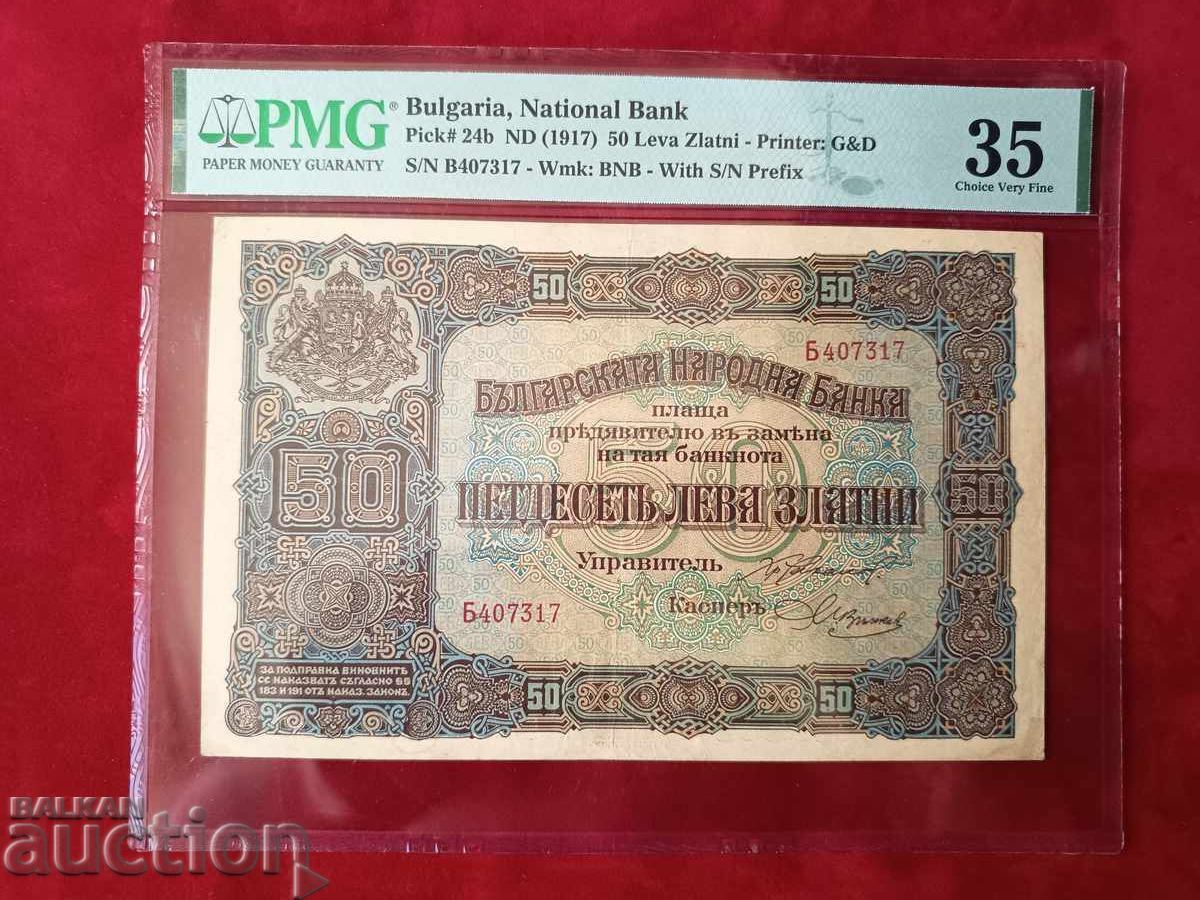 PMG®
PAPER MONEY GUARANTY
Bulgaria, National Bank
Pick# 24b ND (1917) 50 Leva Zlatni - Printer: G&D
S/N B407317 - Wmk: BNB - With S/N Prefix
35
Choice Very Fine
50 50
Б407317
БЪЛГАРСКАТА НАРОДНА БАНКА
плаща
прѣдявителю въ замѣна
на тая банкнота
ПЕТДЕСЕТЬ ЛЕВА ЗЛАТНИ
50
50
50
Управитель
Касиеръ
Б407317
ЗА ПОДПРАВКА ВИНОВНИТѢ
СЕ НАКАЗВАТЪ СЪГЛАСНО §§
183 И 191 ОТЪ НАКАЗ. ЗАКОНЪ.
50 50
BALKAN
auction